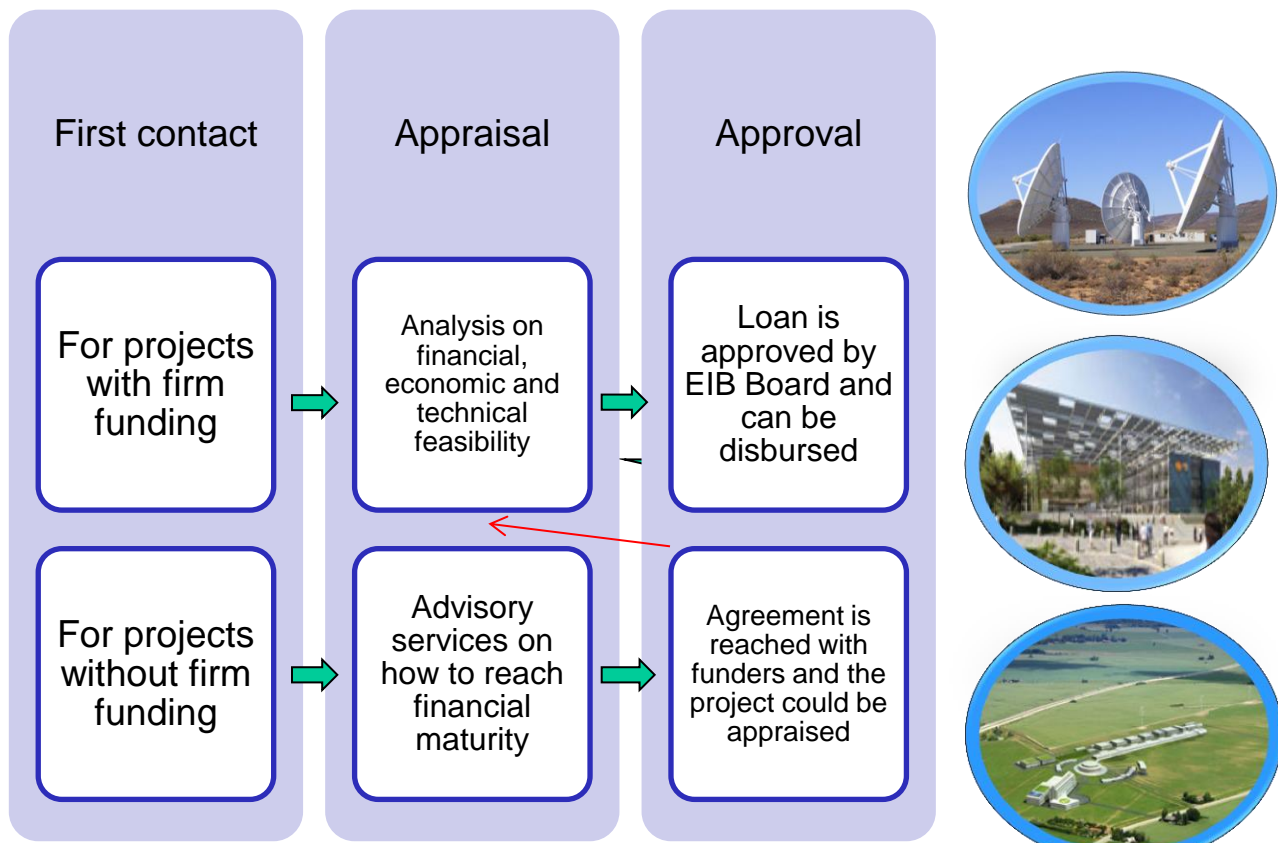 First contact
Appraisal
Approval
For projects
with firm
funding
Analysis on
financial,
economic and
technical
feasibility
Loan is
approved by
EIB Board and
can be
disbursed
For projects
without firm
funding
Advisory
services on
how to reach
financial
maturity
Agreement is
reached with
funders and the
project could be
appraised